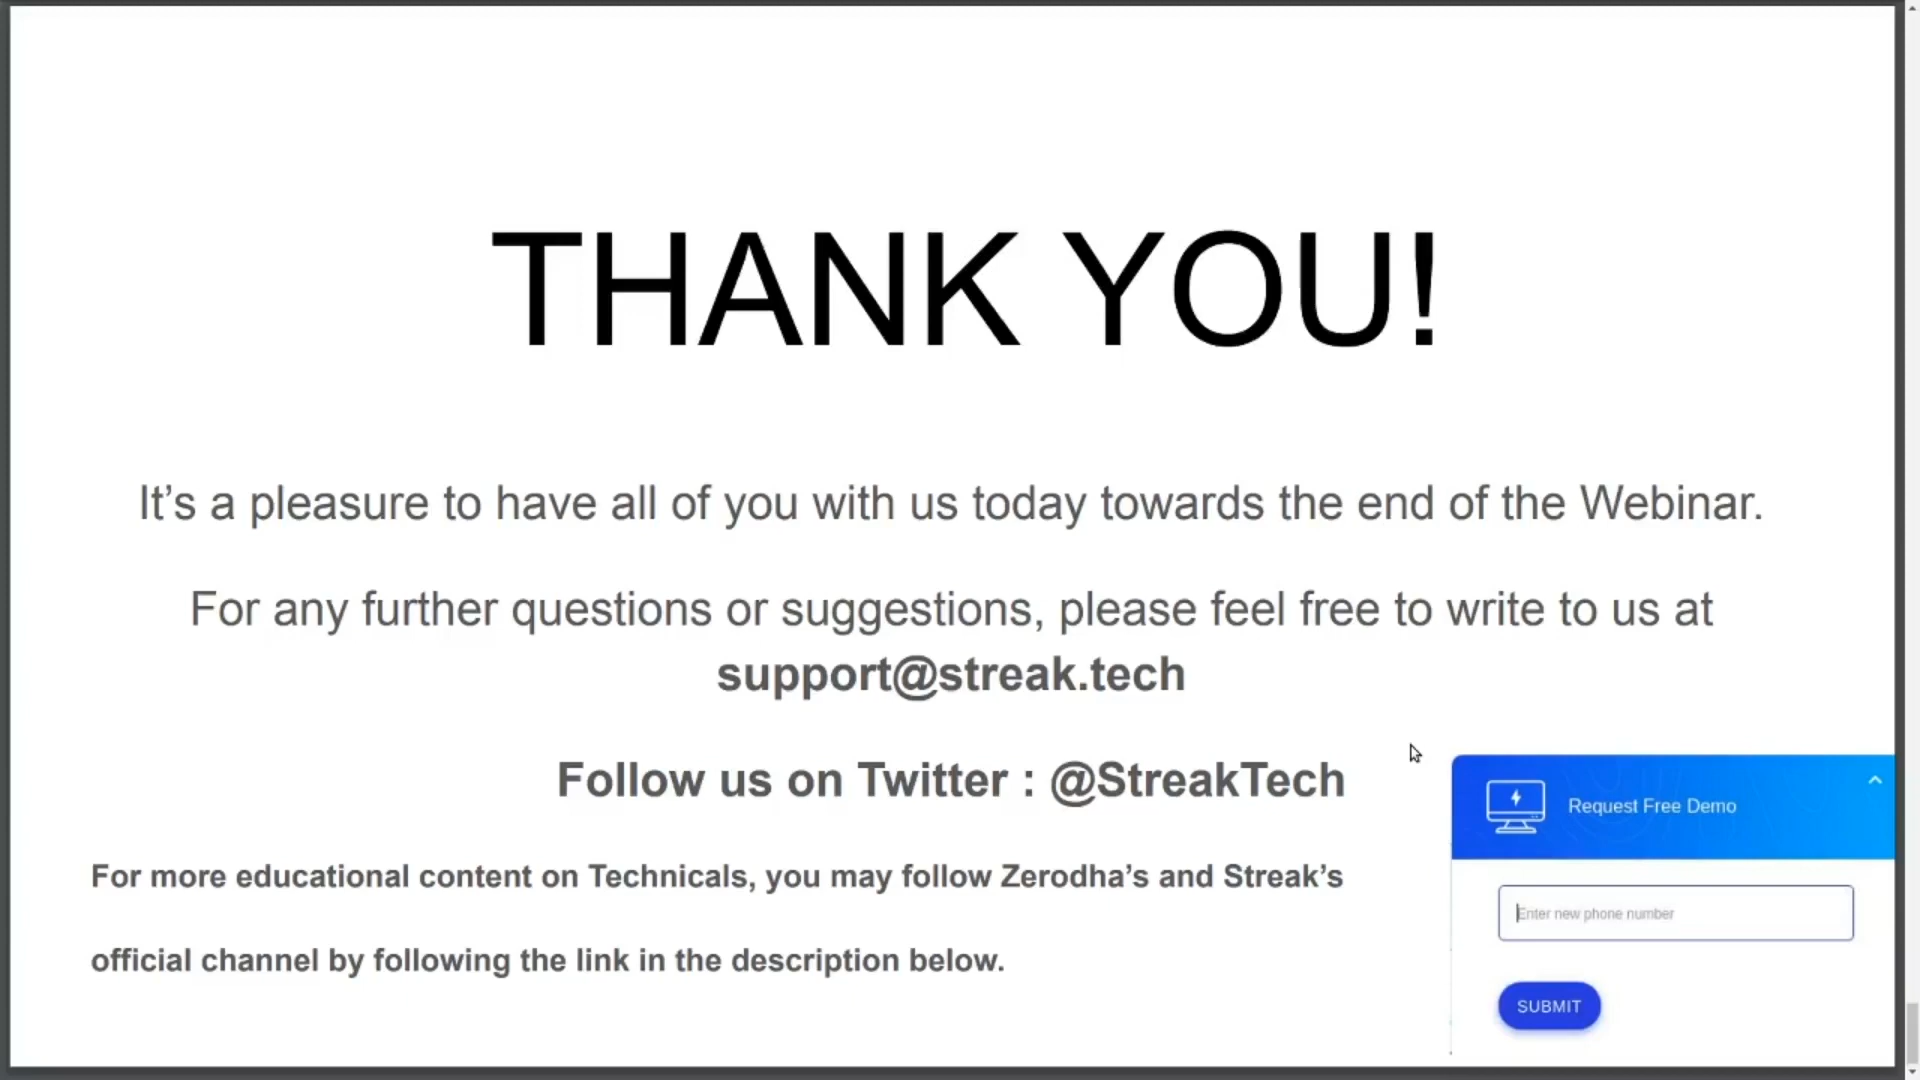 THANK YOU!
It’s a pleasure to have all of you with us today towards the end of the Webinar.
For any further questions or suggestions, please feel free to write to us at
support@streak.tech
Follow us on Twitter : @StreakTech
For more educational content on Technicals, you may follow Zerodha’s and Streak’s
official channel by following the link in the description below.
Request Free Demo
Enter new phone number
SUBMIT